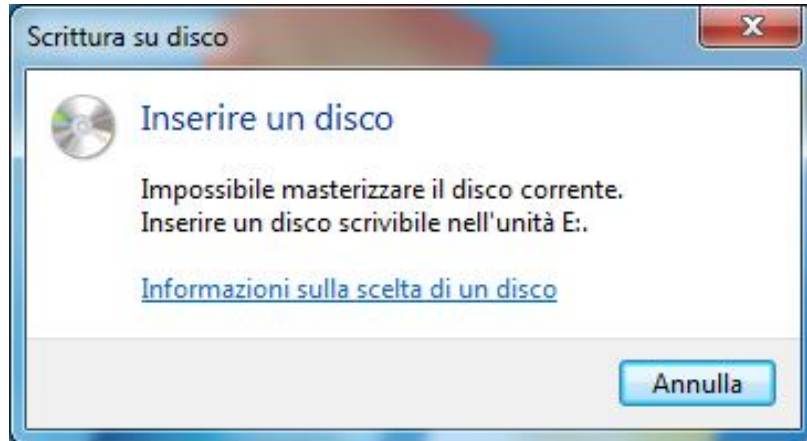 Scrittura su disco
Inserire un disco
Impossibile masterizzare il disco corrente.
Inserire un disco scrivibile nell'unità E:.
Informazioni sulla scelta di un disco
Annulla